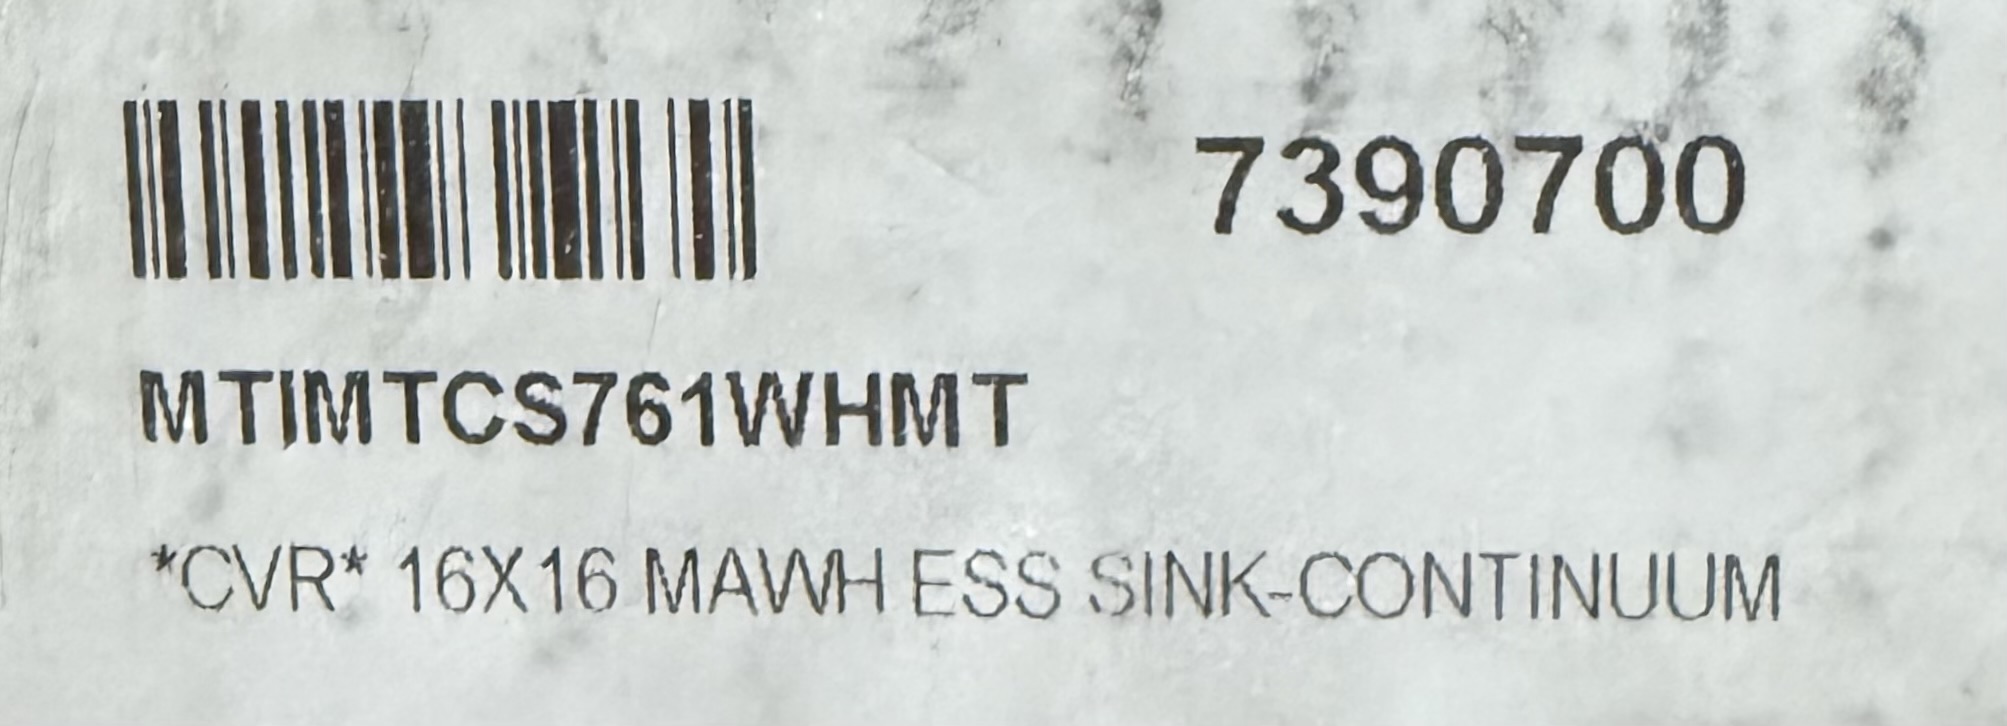 7390700
MTIMTCS761WHMT
*CVR* 16X16 MAWH ESS SINK-CONTINUUM